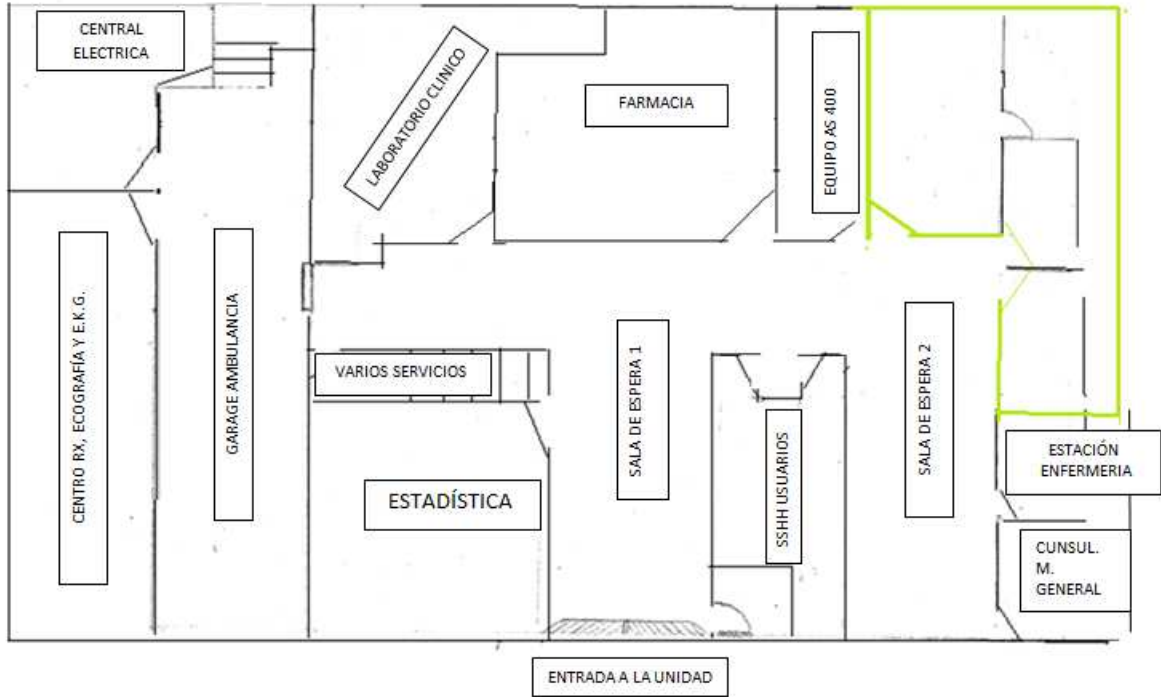 CENTRAL
ELECTRICA
LABORATORIO CLINICO
FARMACIA
EQUIPO AS 400
CENTRO RX, ECOGRAFÍA Y E.K.G.
GARAGE AMBULANCIA
VARIOS SERVICIOS
SALA DE ESPERA 1
SALA DE ESPERA 2
ESTADÍSTICA
SSHH USUARIOS
ESTACIÓN
ENFERMERIA
CUNSUL.
M.
GENERAL
ENTRADA A LA UNIDAD